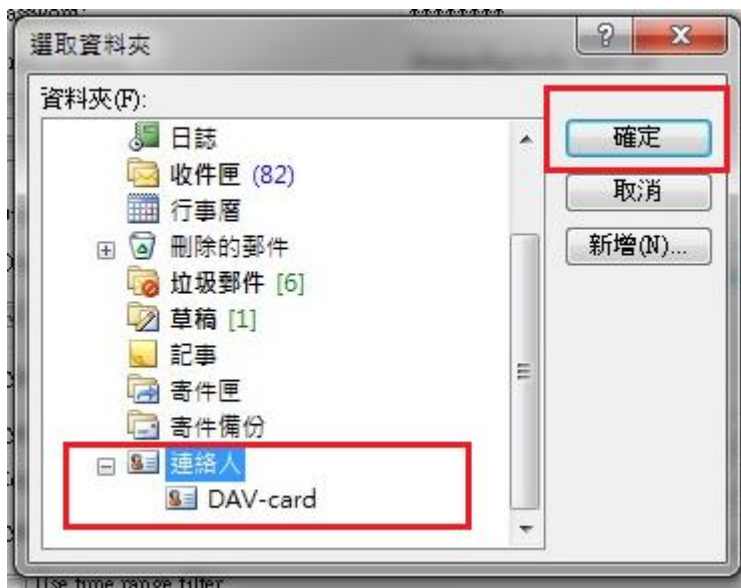 選取資料夾
資料夾(F):
日誌
收件匣 (82)
行事曆
刪除的郵件
垃圾郵件 [6]
草稿 [1]
記事
寄件匣
寄件備份
連絡人
DAV-card
確定
取消
新增(N)...
Use time range filter